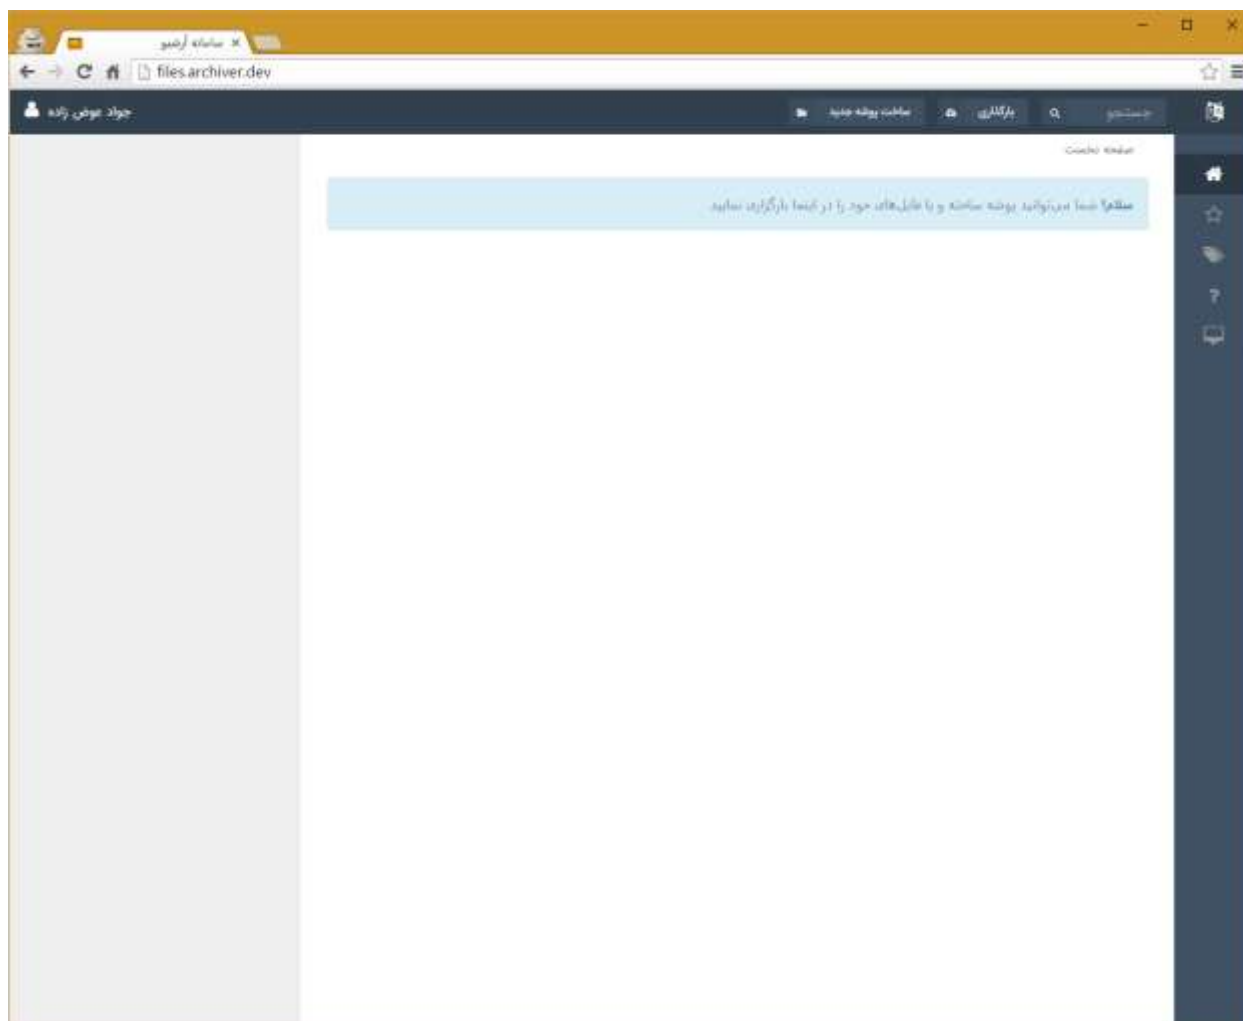 سامانه آرشیو
files.archiver.dev
جستجو
بارگذاری
ساخت پوشه جدید
جواد عوض زاده
صفحه نخست
سلام! شما می‌توانید پوشه ساخته و یا فایل‌های خود را در اینجا بارگزاری نمایید.